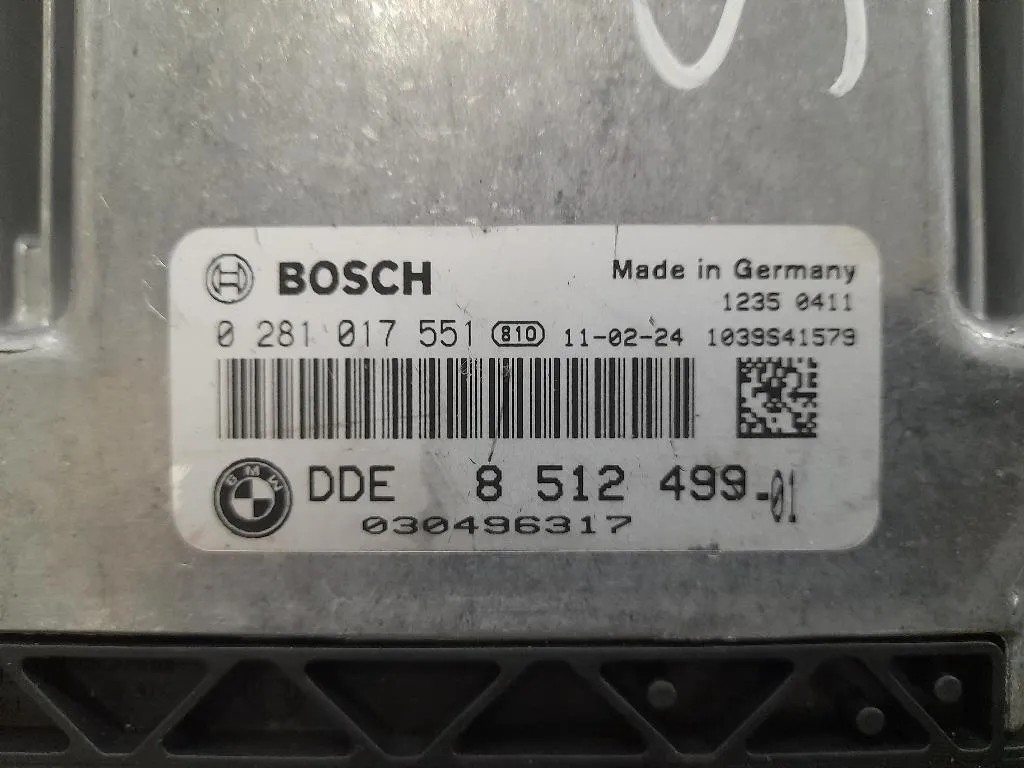 BOSCH
Made in Germany
1235 0411
0 281 017 551 810 11-02-24 1039S41579
BMW DDE 8 512 499-01
030496317